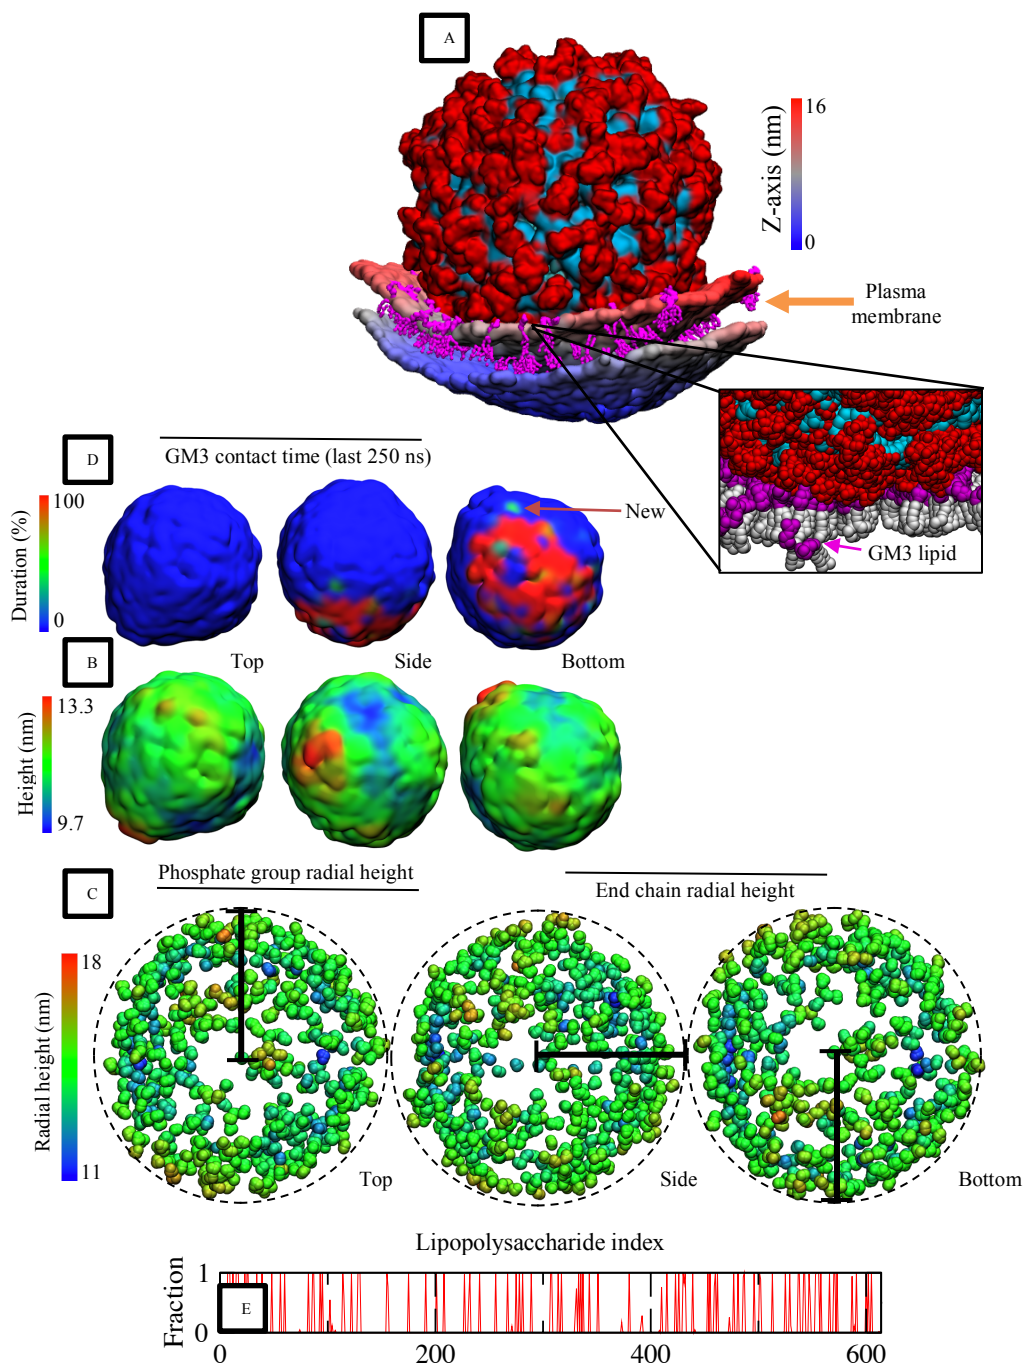 A
16
Z-axis (nm)
0
Plasma
membrane
GM3 lipid
D
GM3 contact time (last 250 ns)
100
Duration (%)
0
New
Top
Side
Bottom
B
13.3
Height (nm)
9.7
Phosphate group radial height
End chain radial height
C
18
Radial height (nm)
11
Top
Side
Bottom
Lipopolysaccharide index
Fraction
1
0
E
0
200
400
600